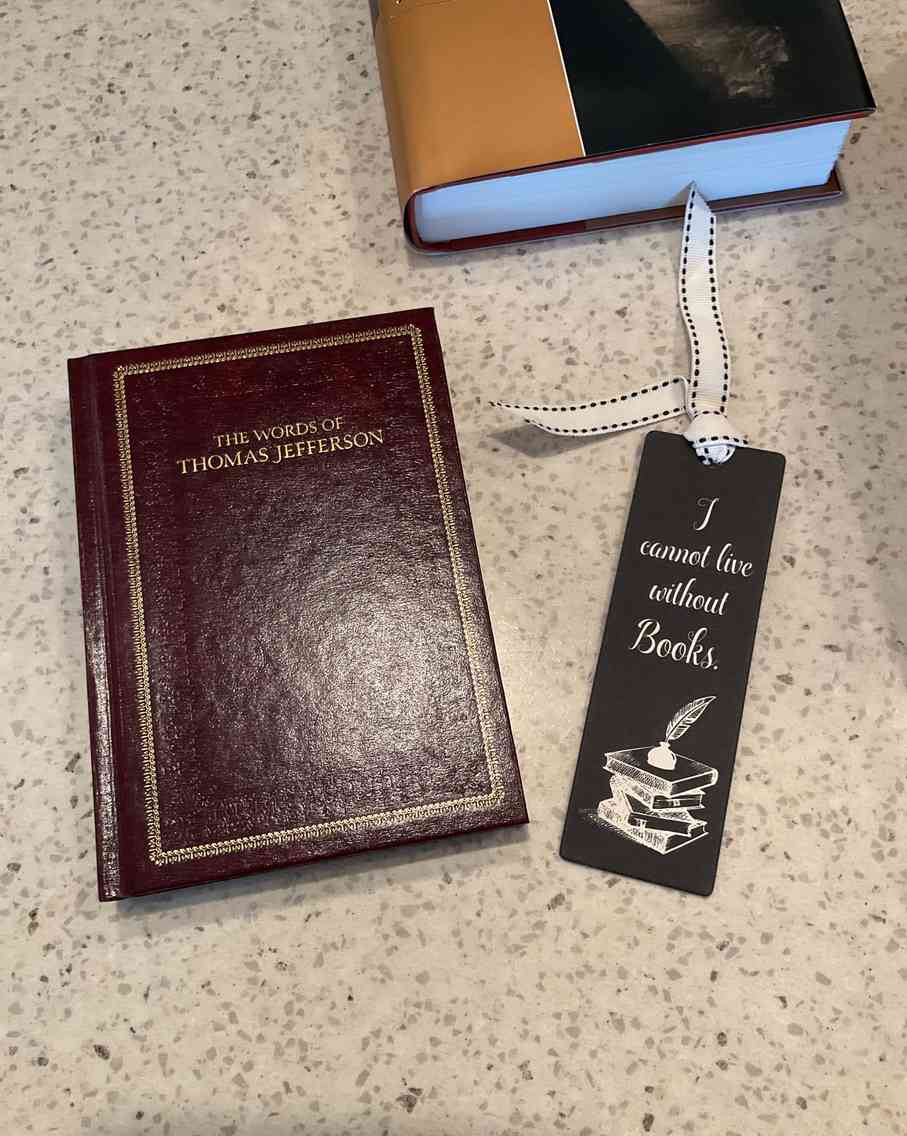 THE WORDS OF
THOMAS JEFFERSON
I
cannot live
without
Books.